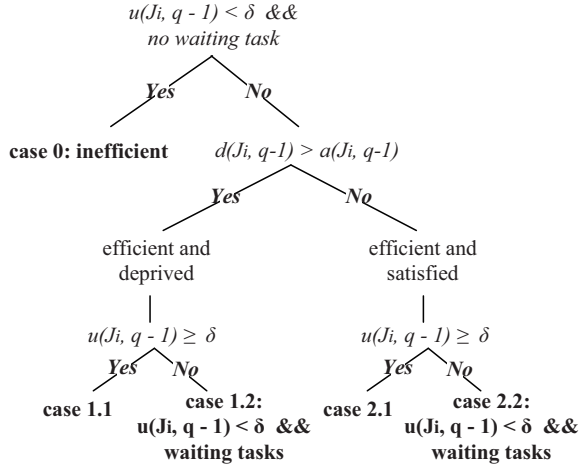 u(Ji, q - 1) < δ &&
no waiting task
Yes No
case 0: inefficient d(Ji, q-1) > a(Ji, q-1)
Yes No
efficient and efficient and
deprived satisfied
u(Ji, q - 1) ≥ δ u(Ji, q - 1) ≥ δ
Yes No Yes No
case 1.1 case 1.2: case 2.1 case 2.2:
u(Ji, q - 1) < δ && u(Ji, q - 1) < δ &&
waiting tasks waiting tasks